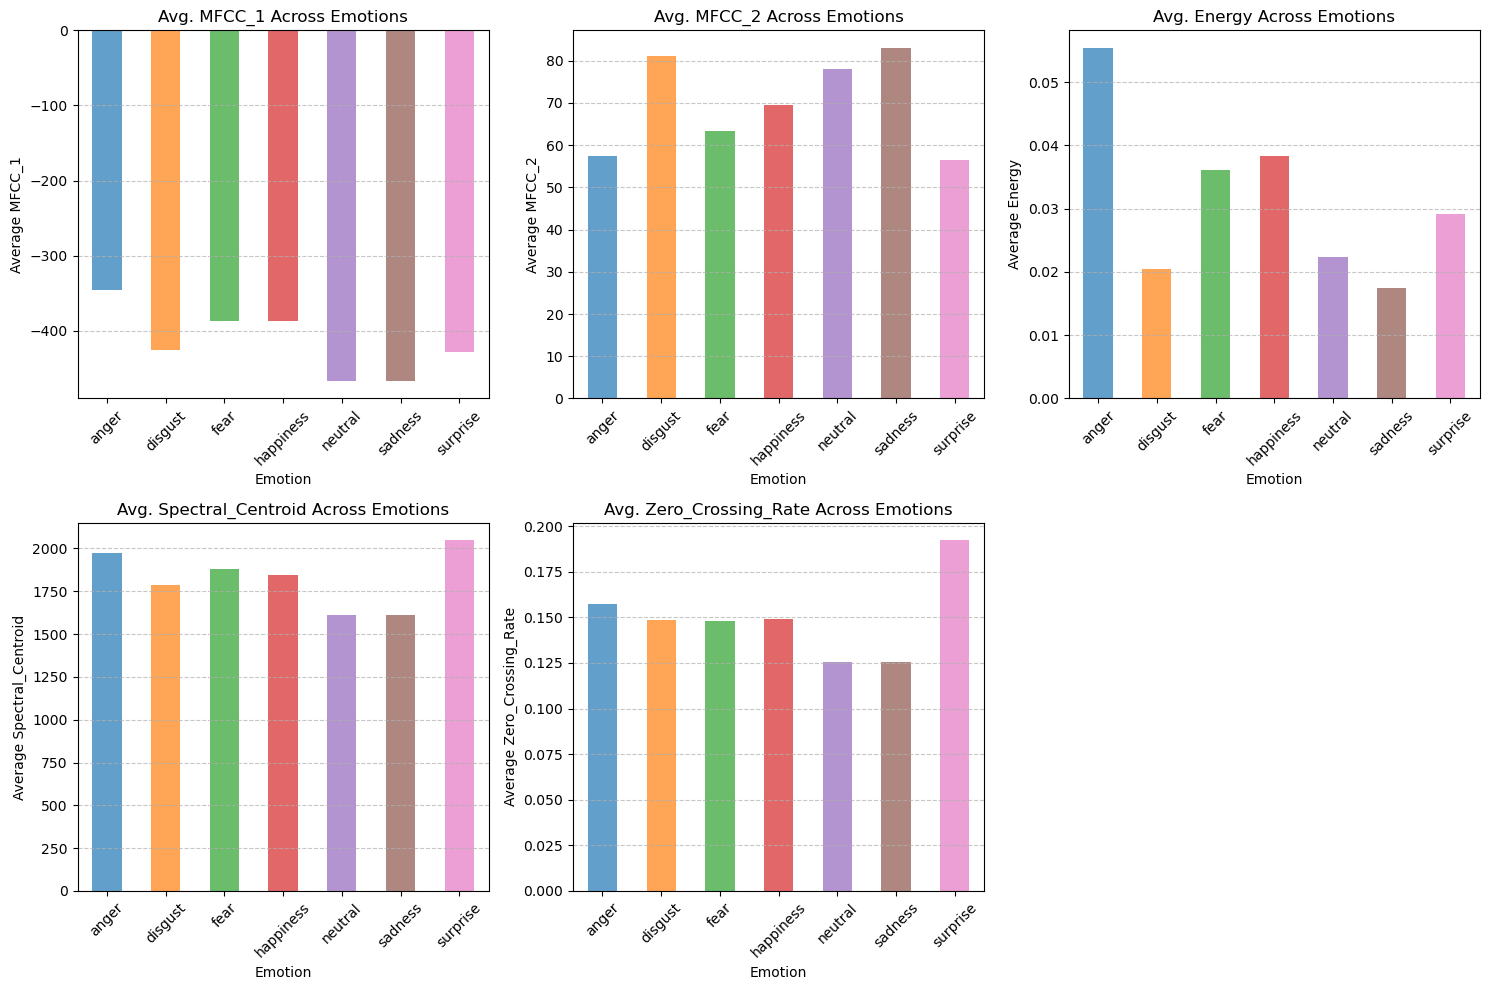 Avg. MFCC_1 Across Emotions
0
−100
−200
−300
−400
Average MFCC_1
anger
disgust
fear
happiness
neutral
sadness
surprise
Emotion
Avg. MFCC_2 Across Emotions
80
70
60
50
40
30
20
10
0
Average MFCC_2
anger
disgust
fear
happiness
neutral
sadness
surprise
Emotion
Avg. Energy Across Emotions
0.05
0.04
0.03
0.02
0.01
0.00
Average Energy
anger
disgust
fear
happiness
neutral
sadness
surprise
Emotion
Avg. Spectral_Centroid Across Emotions
2000
1750
1500
1250
1000
750
500
250
0
Average Spectral_Centroid
anger
disgust
fear
happiness
neutral
sadness
surprise
Emotion
Avg. Zero_Crossing_Rate Across Emotions
0.200
0.175
0.150
0.125
0.100
0.075
0.050
0.025
0.000
Average Zero_Crossing_Rate
anger
disgust
fear
happiness
neutral
sadness
surprise
Emotion